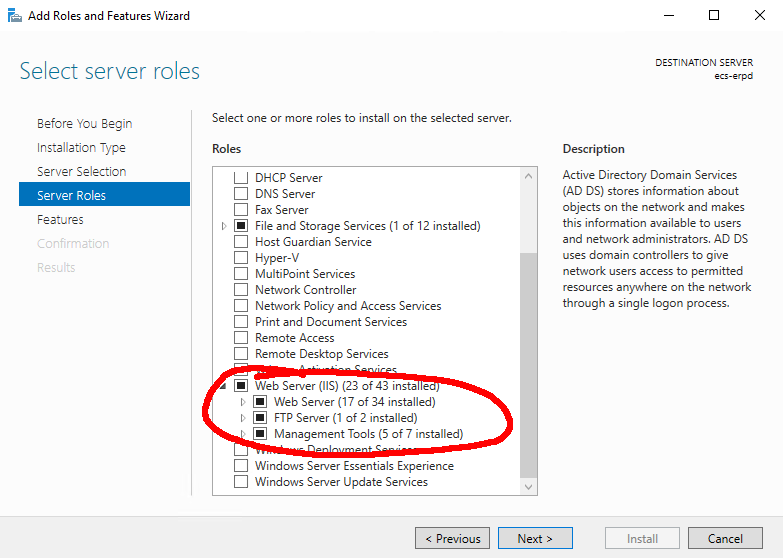 Add Roles and Features Wizard
Select server roles
DESTINATION SERVER
ecs-erpd
Before You Begin
Installation Type
Server Selection
Server Roles
Features
Confirmation
Results
Select one or more roles to install on the selected server.
Roles
DHCP Server
DNS Server
Fax Server
File and Storage Services (1 of 12 installed)
Host Guardian Service
Hyper-V
MultiPoint Services
Network Controller
Network Policy and Access Services
Print and Document Services
Remote Access
Remote Desktop Services
Activation Services
Web Server (IIS) (23 of 43 installed)
Web Server (17 of 34 installed)
FTP Server (1 of 2 installed)
Management Tools (5 of 7 installed)
Windows Deployment Services
Windows Server Essentials Experience
Windows Server Update Services
Description
Active Directory Domain Services
(AD DS) stores information about
objects on the network and makes
this information available to users
and network administrators. AD DS
uses domain controllers to give
network users access to permitted
resources anywhere on the network
through a single logon process.
< Previous
Next >
Install
Cancel